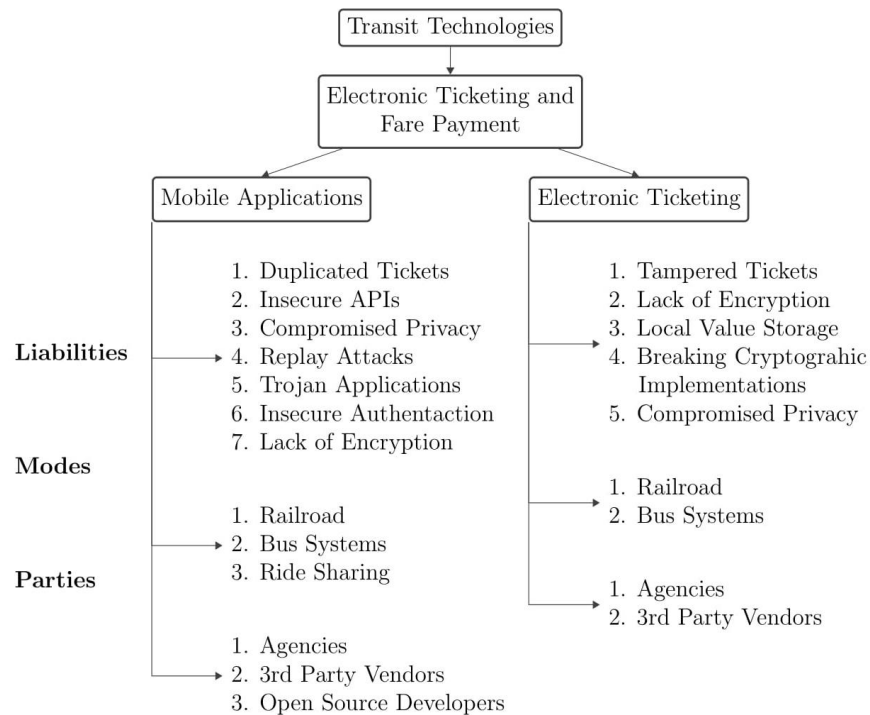 Transit Technologies
Electronic Ticketing and
Fare Payment
Mobile Applications
Electronic Ticketing
Liabilities
1. Duplicated Tickets
2. Insecure APIs
3. Compromised Privacy
4. Replay Attacks
5. Trojan Applications
6. Insecure Authentaction
7. Lack of Encryption
1. Tampered Tickets
2. Lack of Encryption
3. Local Value Storage
4. Breaking Cryptograhic
Implementations
5. Compromised Privacy
Modes
1. Railroad
2. Bus Systems
3. Ride Sharing
1. Railroad
2. Bus Systems
Parties
1. Agencies
2. 3rd Party Vendors
3. Open Source Developers
1. Agencies
2. 3rd Party Vendors